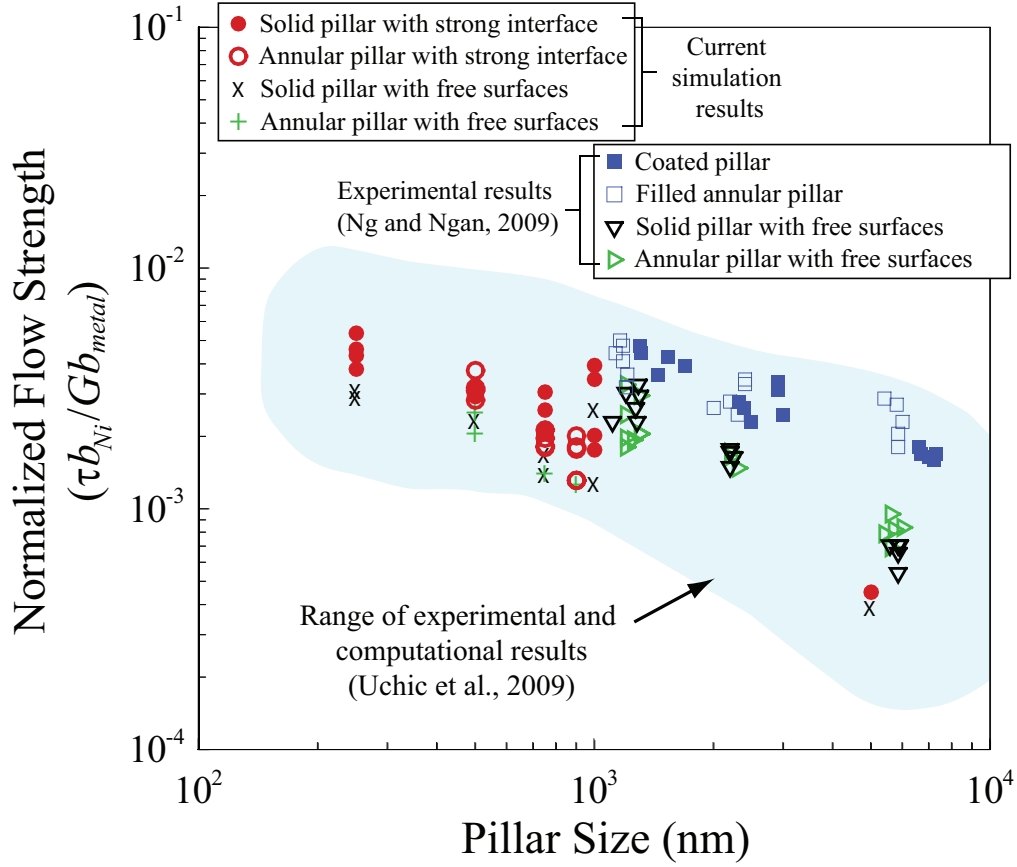 10⁻¹
Solid pillar with strong interface
Annular pillar with strong interface
Solid pillar with free surfaces
Annular pillar with free surfaces
Current
simulation
results
Coated pillar
Filled annular pillar
Solid pillar with free surfaces
Annular pillar with free surfaces
Experimental results
(Ng and Ngan, 2009)
10⁻²
10⁻³
10⁻⁴
Normalized Flow Strength
(τb_Ni/Gb_metal)
Range of experimental and
computational results
(Uchic et al., 2009)
10² 10³ 10⁴
Pillar Size (nm)